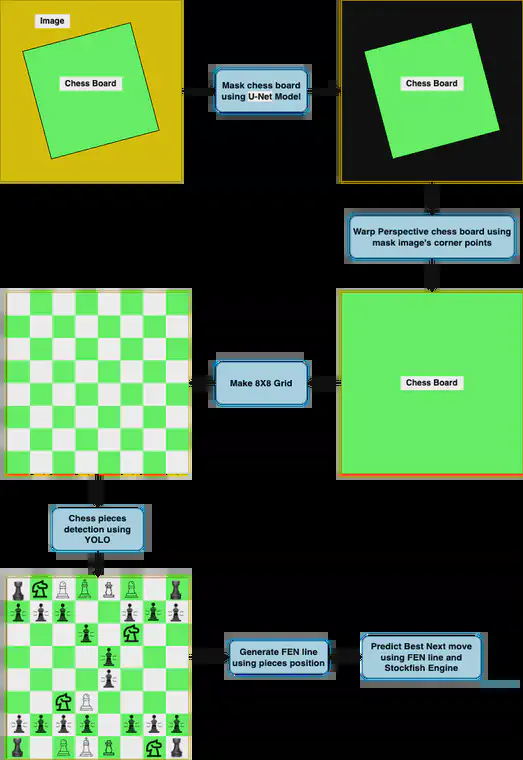 Image
Chess Board
Mask chess board
using U-Net Model
Chess Board
Warp Perspective chess board using
mask image's corner points
Chess Board
Make 8X8 Grid
Chess pieces
detection using
YOLO
Generate FEN line
using pieces position
Predict Best Next move
using FEN line and
Stockfish Engine